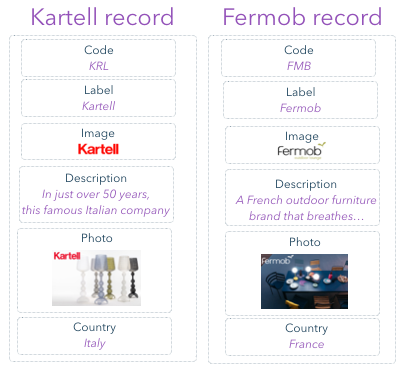 Kartell record
Code
KRL
Label
Kartell
Image
Kartell
Description
In just over 50 years,
this famous Italian company
Photo
Kartell
Country
Italy
Fermob record
Code
FMB
Label
Fermob
Image
Fermob
Description
A French outdoor furniture
brand that breathes...
Photo
Fermob
Country
France